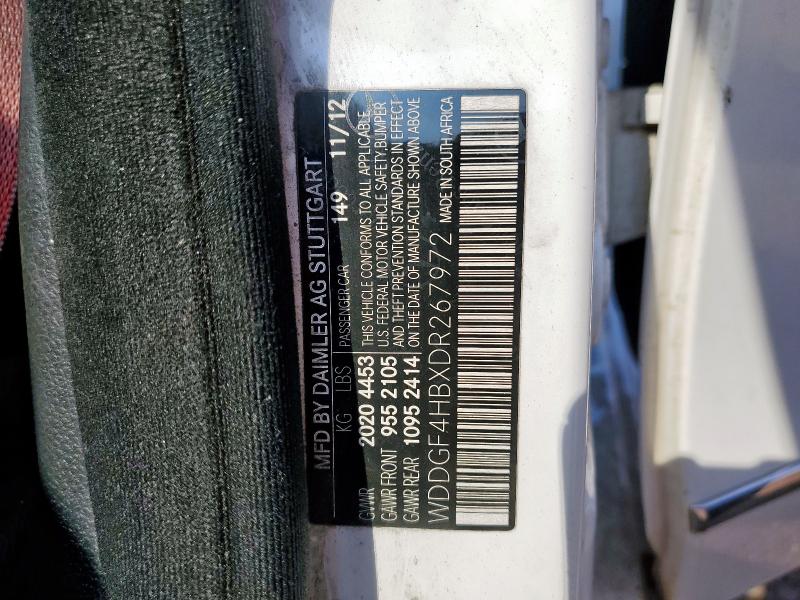 MFD BY DAIMLER AG STUTTGART
KG LBS PASSENGER CAR 149 11/12
GVWR 2020 4453 THIS VEHICLE CONFORMS TO ALL APPLICABLE
GAWR FRONT 955 2105 U.S. FEDERAL MOTOR VEHICLE SAFETY, BUMPER
GAWR REAR 1095 2414 AND THEFT PREVENTION STANDARDS IN EFFECT
ON THE DATE OF MANUFACTURE SHOWN ABOVE
WDDGF4HBXDR267972 MADE IN SOUTH AFRICA